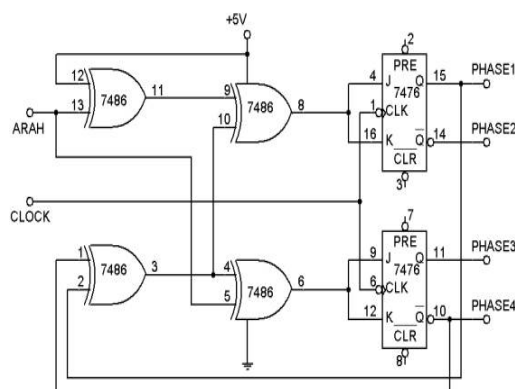 +5V
2
PRE
12
7486
11
13
ARAH
9
7486
8
10
4
J
Q
15
PHASE1
7476
1
CLK
16
K
Q
14
PHASE2
CLR
3
CLOCK
7
PRE
1
7486
3
2
4
7486
6
5
9
J
Q
11
PHASE3
7476
6
CLK
12
K
Q
10
PHASE4
CLR
8